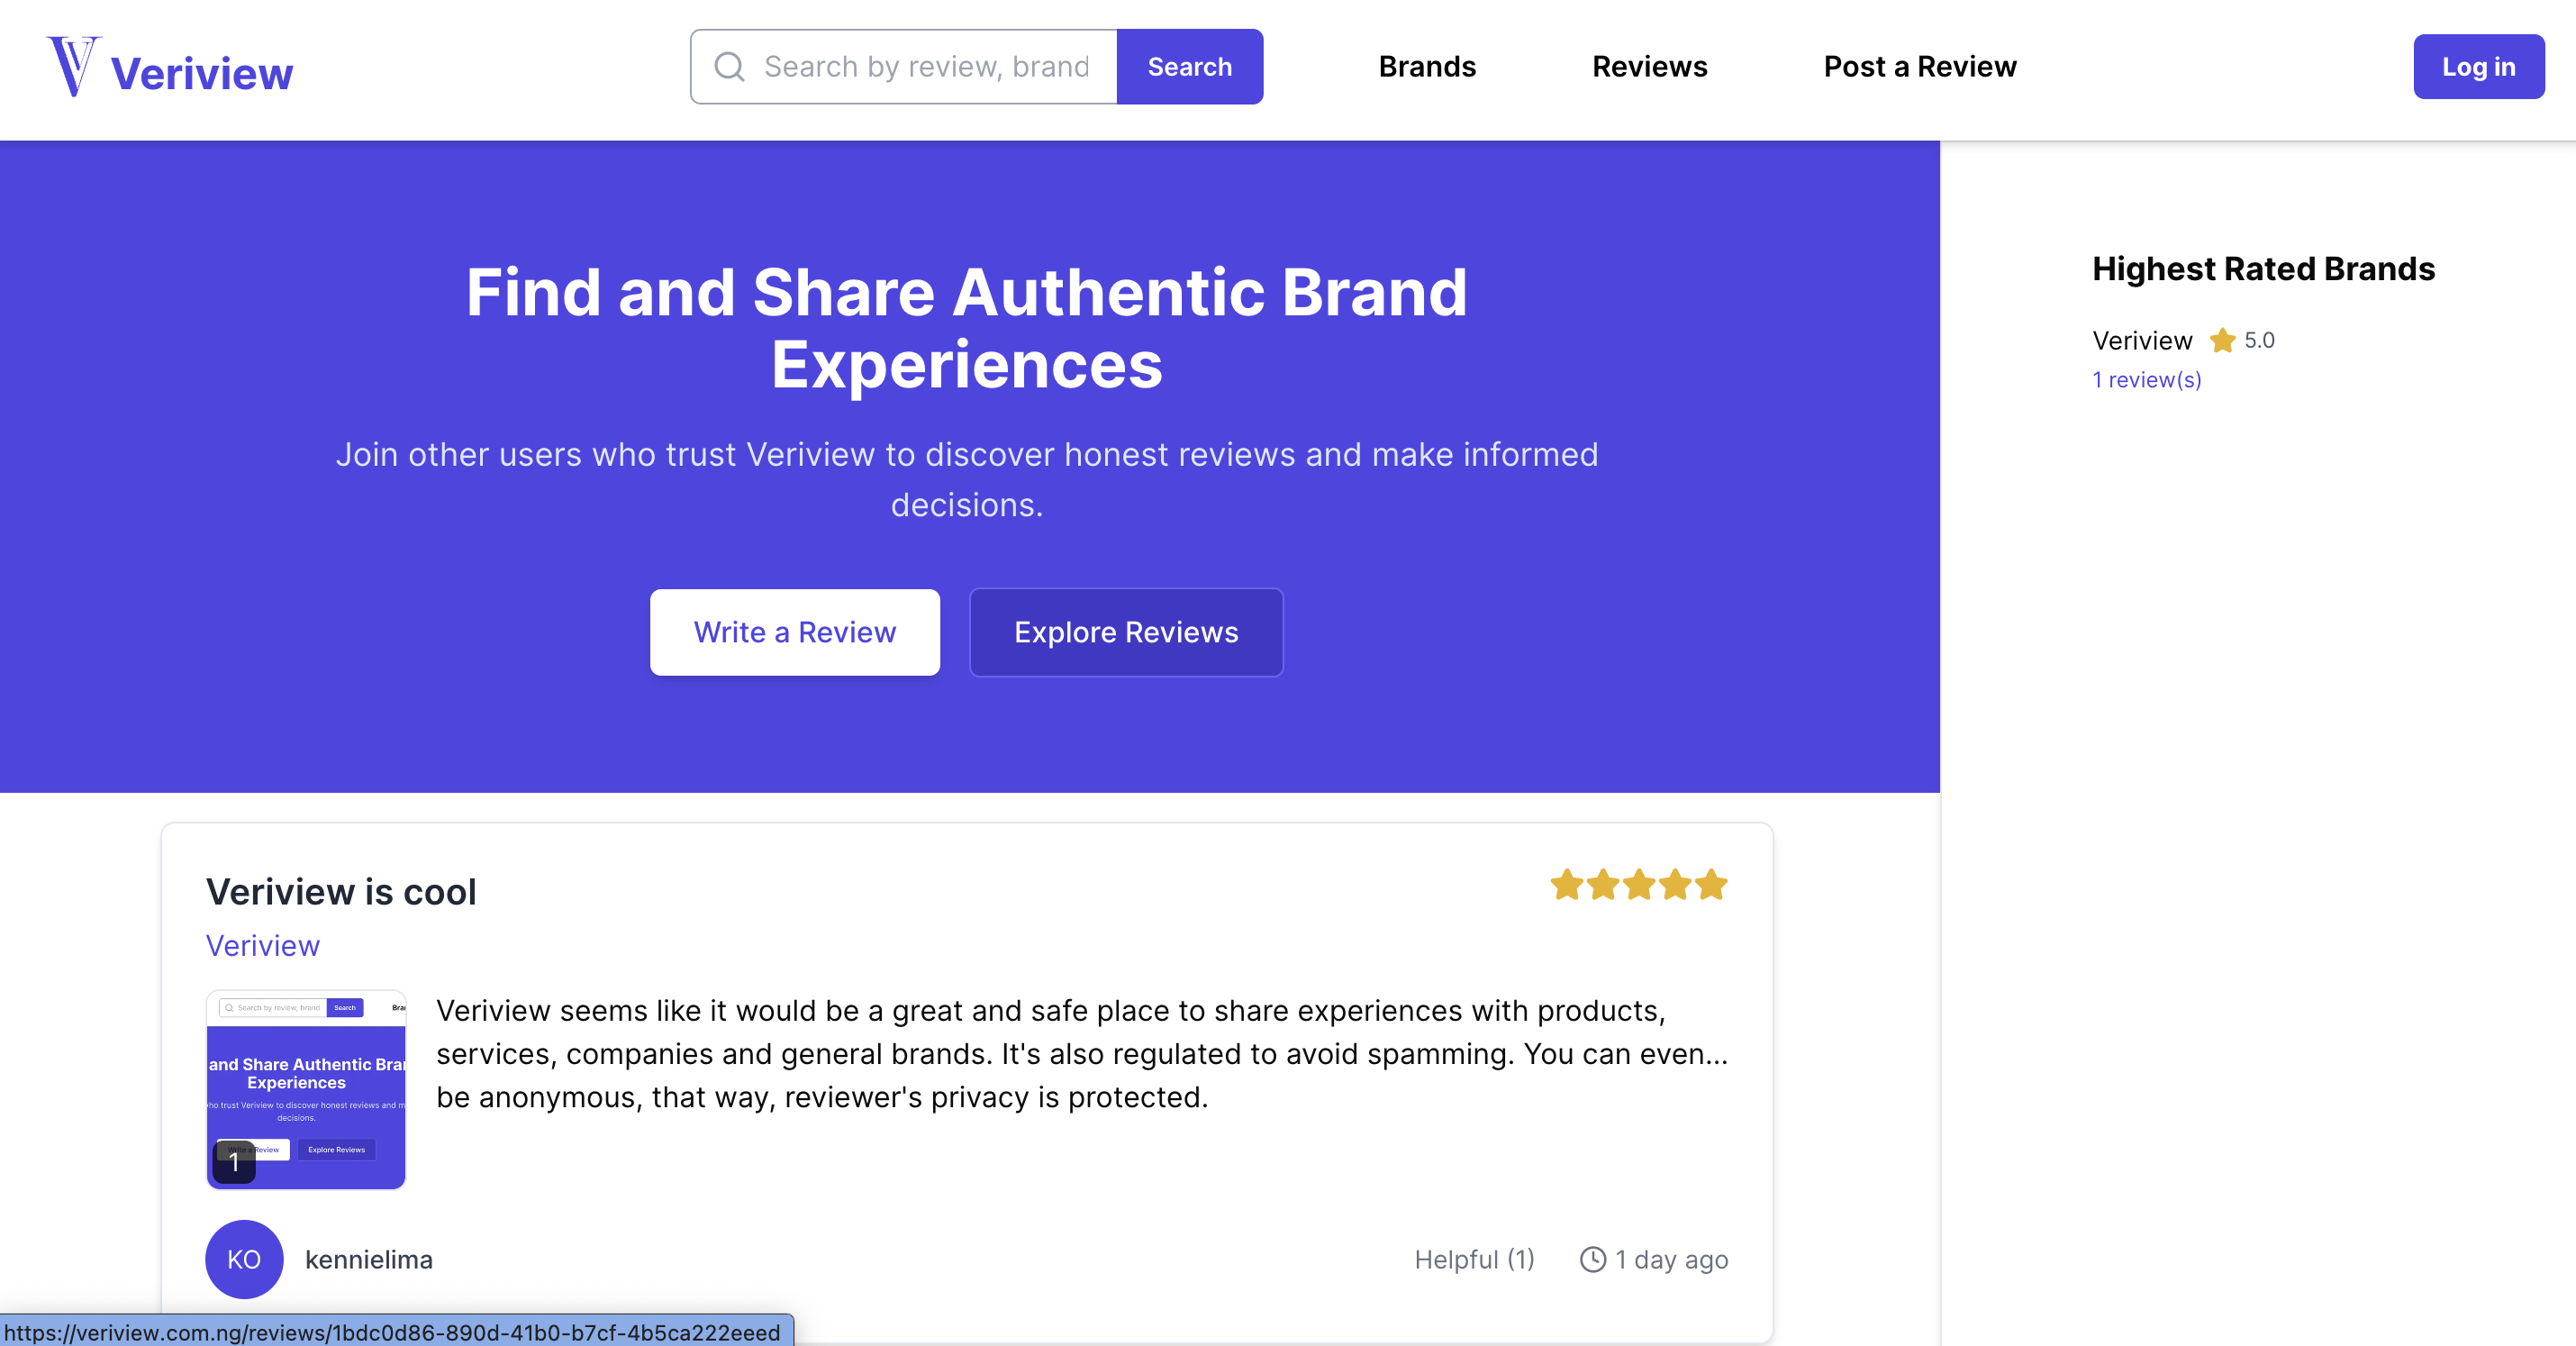 Veriview
Search by review, brand
Search
Brands
Reviews
Post a Review
Log in
Find and Share Authentic Brand
Experiences
Join other users who trust Veriview to discover honest reviews and make informed
decisions.
Write a Review
Explore Reviews
Highest Rated Brands
Veriview 5.0
1 review(s)
Veriview is cool
Veriview
Search by review, brand
Search
Bra
and Share Authentic Brar
Experiences
ho trust Veriview to discover honest reviews and m
decisions.
Write a Review
Explore Reviews
1
Veriview seems like it would be a great and safe place to share experiences with products,
services, companies and general brands. It's also regulated to avoid spamming. You can even...
be anonymous, that way, reviewer's privacy is protected.
KO
kennielima
Helpful (1)
1 day ago
https://veriview.com.ng/reviews/1bdc0d86-890d-41b0-b7cf-4b5ca222eeed